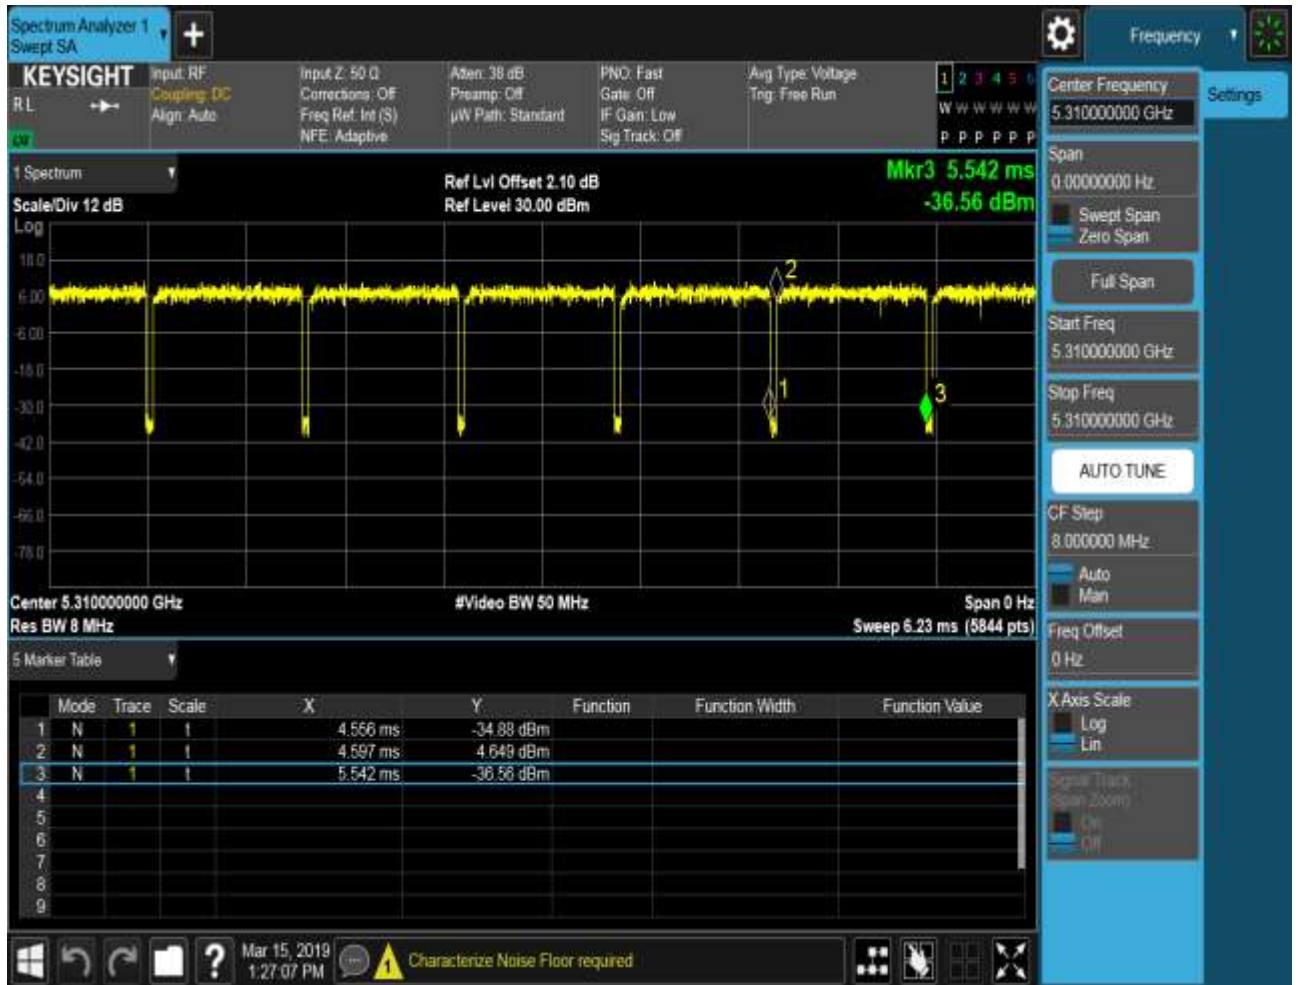 Spectrum Analyzer 1
Swept SA
Frequency
KEYSIGHT
RL
Input: RF
Coupling: DC
Align: Auto
Input Z: 50 Ω
Corrections: Off
Freq Ref: Int (S)
NFE: Adaptive
Atten: 38 dB
Preamp: Off
µW Path: Standard
PNO: Fast
Gate: Off
IF Gain: Low
Sig Track: Off
Avg Type: Voltage
Trig: Free Run
1 2 3 4 5 6
W W W W W W
P P P P P P
1 Spectrum
Scale/Div 12 dB
Log
Ref Lvl Offset 2.10 dB
Ref Level 30.00 dBm
Mkr3 5.542 ms
-36.56 dBm
18.0
6.00
-6.00
-18.0
-30.0
-42.0
-54.0
-66.0
-78.0
2
1
3
Center 5.310000000 GHz
Res BW 8 MHz
#Video BW 50 MHz
Span 0 Hz
Sweep 6.23 ms (5844 pts)
5 Marker Table
Mode Trace Scale X Y Function Function Width Function Value
1 N 1 t 4.556 ms -34.88 dBm
2 N 1 t 4.597 ms 4.649 dBm
3 N 1 t 5.542 ms -36.56 dBm
4
5
6
7
8
9
Center Frequency
5.310000000 GHz
Settings
Span
0.00000000 Hz
Swept Span
Zero Span
Full Span
Start Freq
5.310000000 GHz
Stop Freq
5.310000000 GHz
AUTO TUNE
CF Step
8.000000 MHz
Auto
Man
Freq Offset
0 Hz
X Axis Scale
Log
Lin
Signal Track
(Span Zoom)
On
Off
?
Mar 15, 2019
1:27:07 PM
1
Characterize Noise Floor required